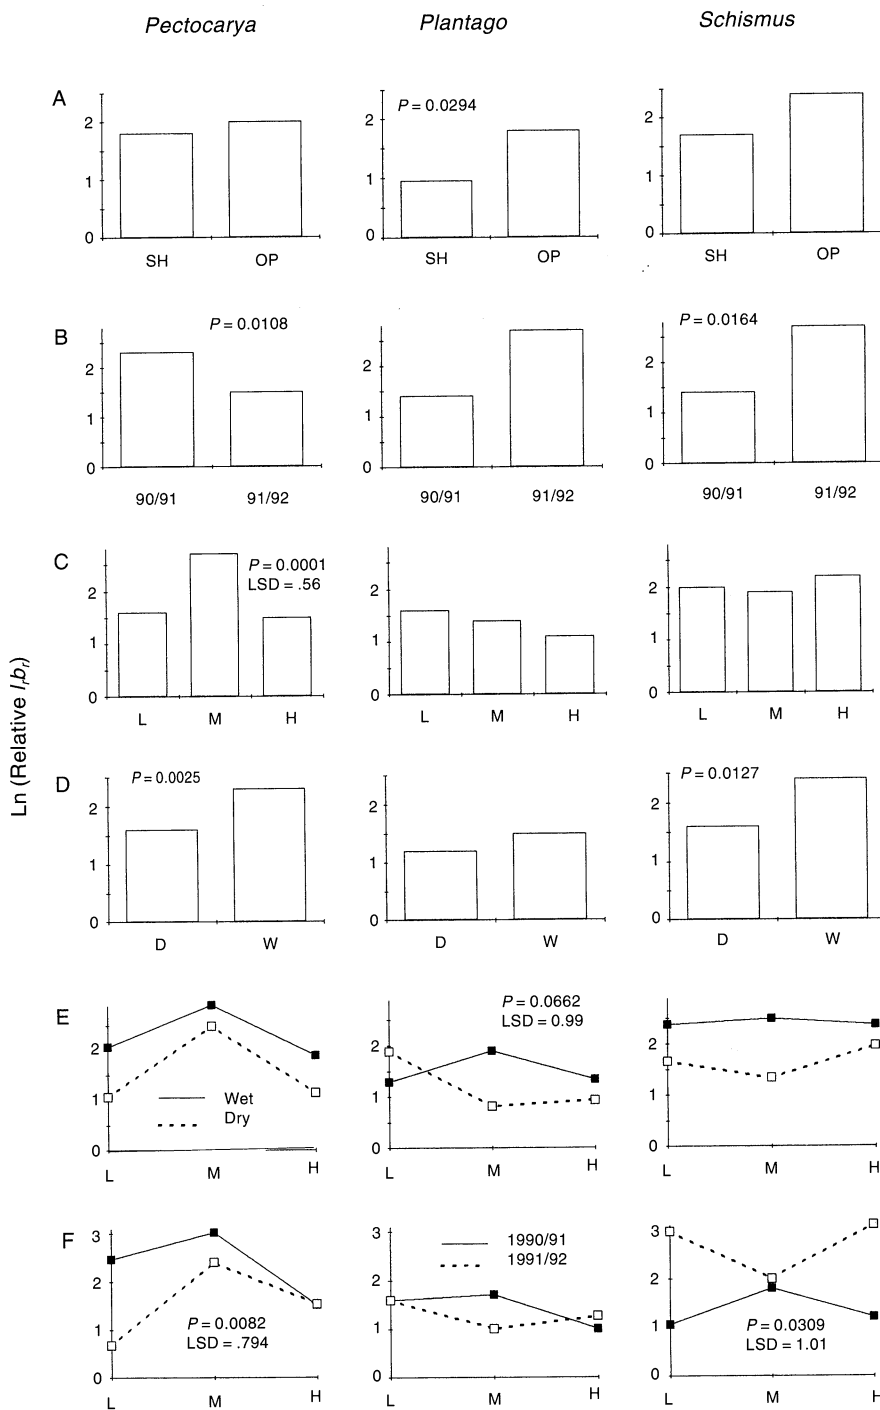 Pectocarya Plantago Schismus
A
2
1
0
SH OP
P = 0.0294
2
1
0
SH OP
2
1
0
SH OP
B
P = 0.0108
2
1
0
90/91 91/92
2
1
0
90/91 91/92
P = 0.0164
2
1
0
90/91 91/92
Ln (Relative lrbr)
C
P = 0.0001
LSD = .56
2
1
0
L M H
2
1
0
L M H
2
1
0
L M H
D
P = 0.0025
2
1
0
D W
2
1
0
D W
P = 0.0127
2
1
0
D W
E
2
1
0
Wet
Dry
L M H
P = 0.0662
LSD = 0.99
2
1
0
L M H
2
1
0
L M H
F
3
2
1
0
P = 0.0082
LSD = .794
L M H
3
2
1
0
1990/91
1991/92
L M H
3
2
1
0
P = 0.0309
LSD = 1.01
L M H